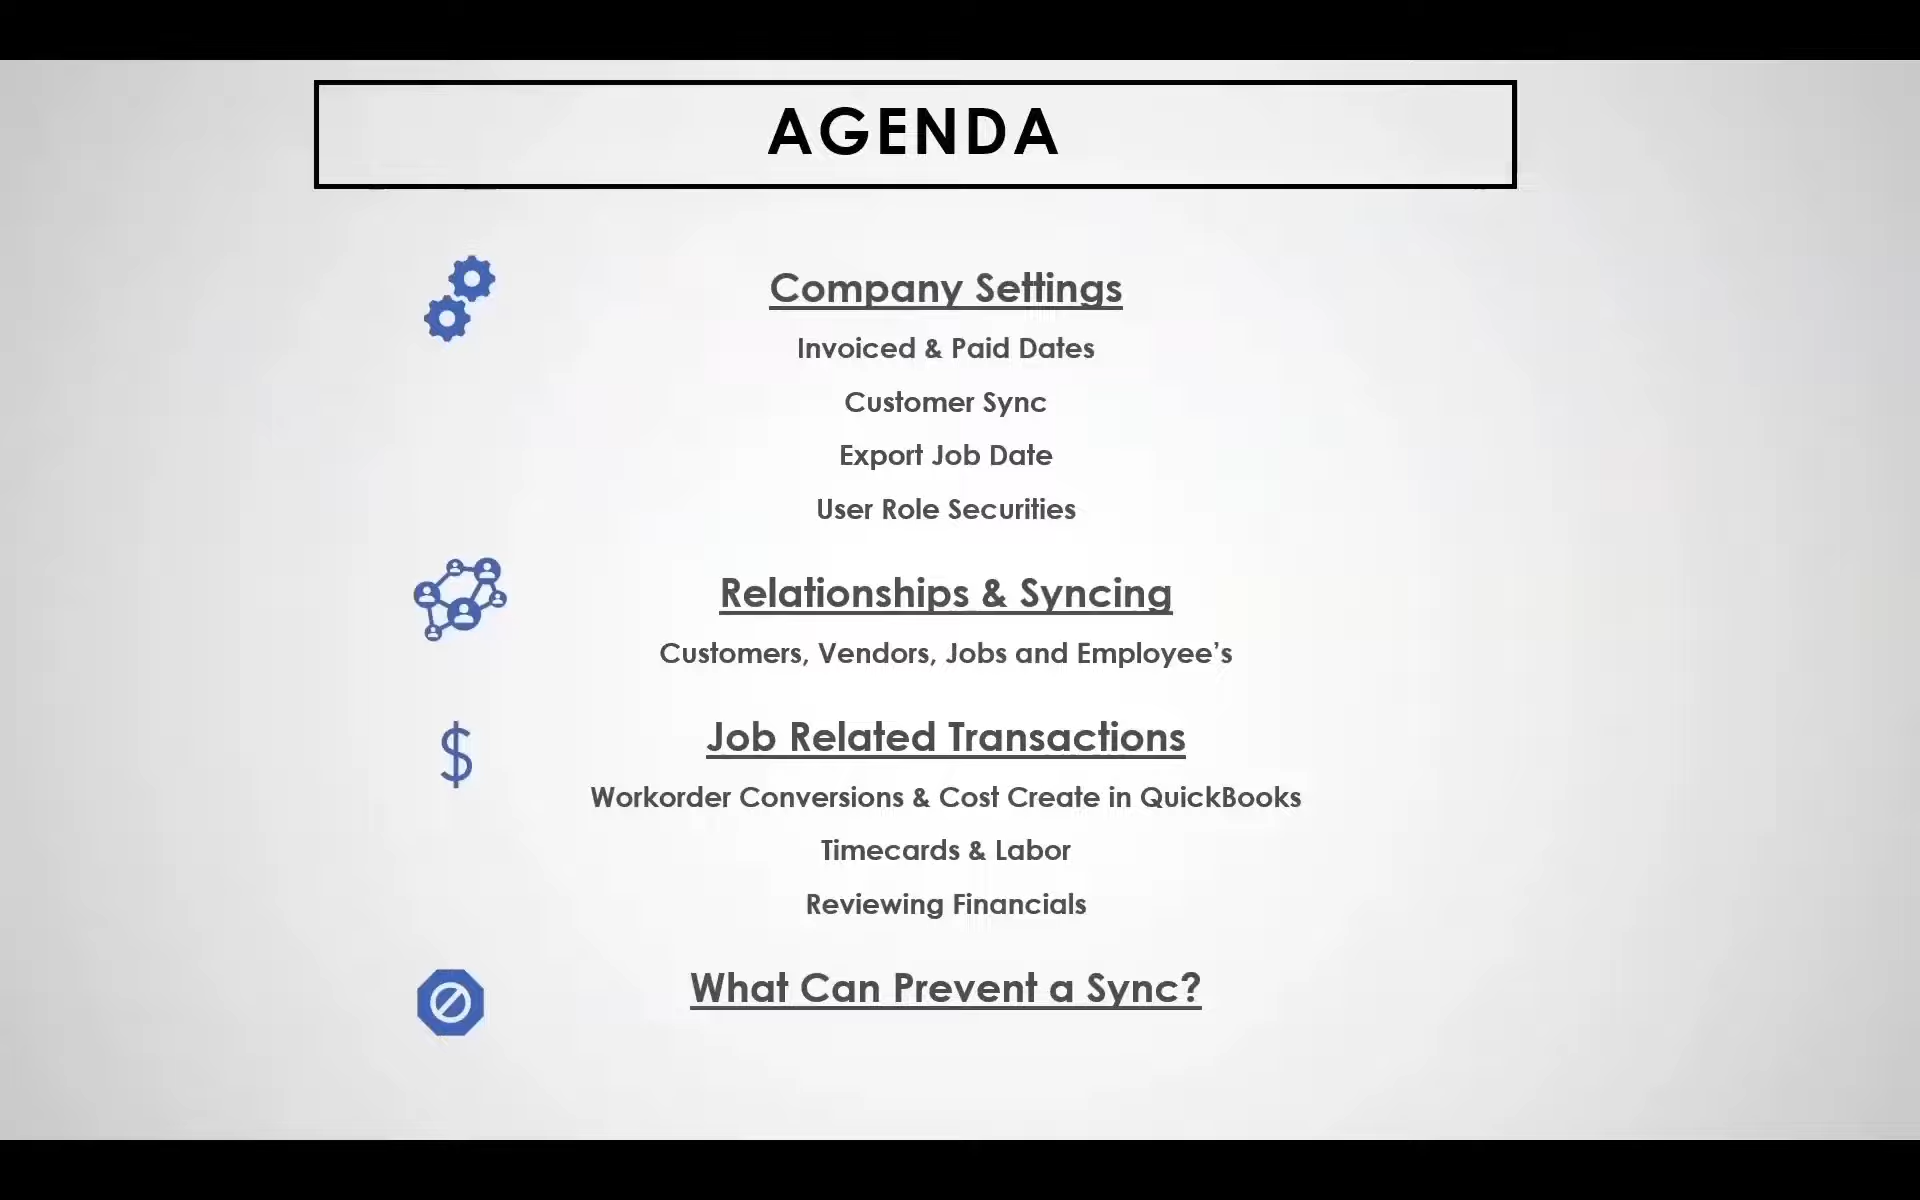 AGENDA
Company Settings
Invoiced & Paid Dates
Customer Sync
Export Job Date
User Role Securities
Relationships & Syncing
Customers, Vendors, Jobs and Employee’s
Job Related Transactions
Workorder Conversions & Cost Create in QuickBooks
Timecards & Labor
Reviewing Financials
What Can Prevent a Sync?